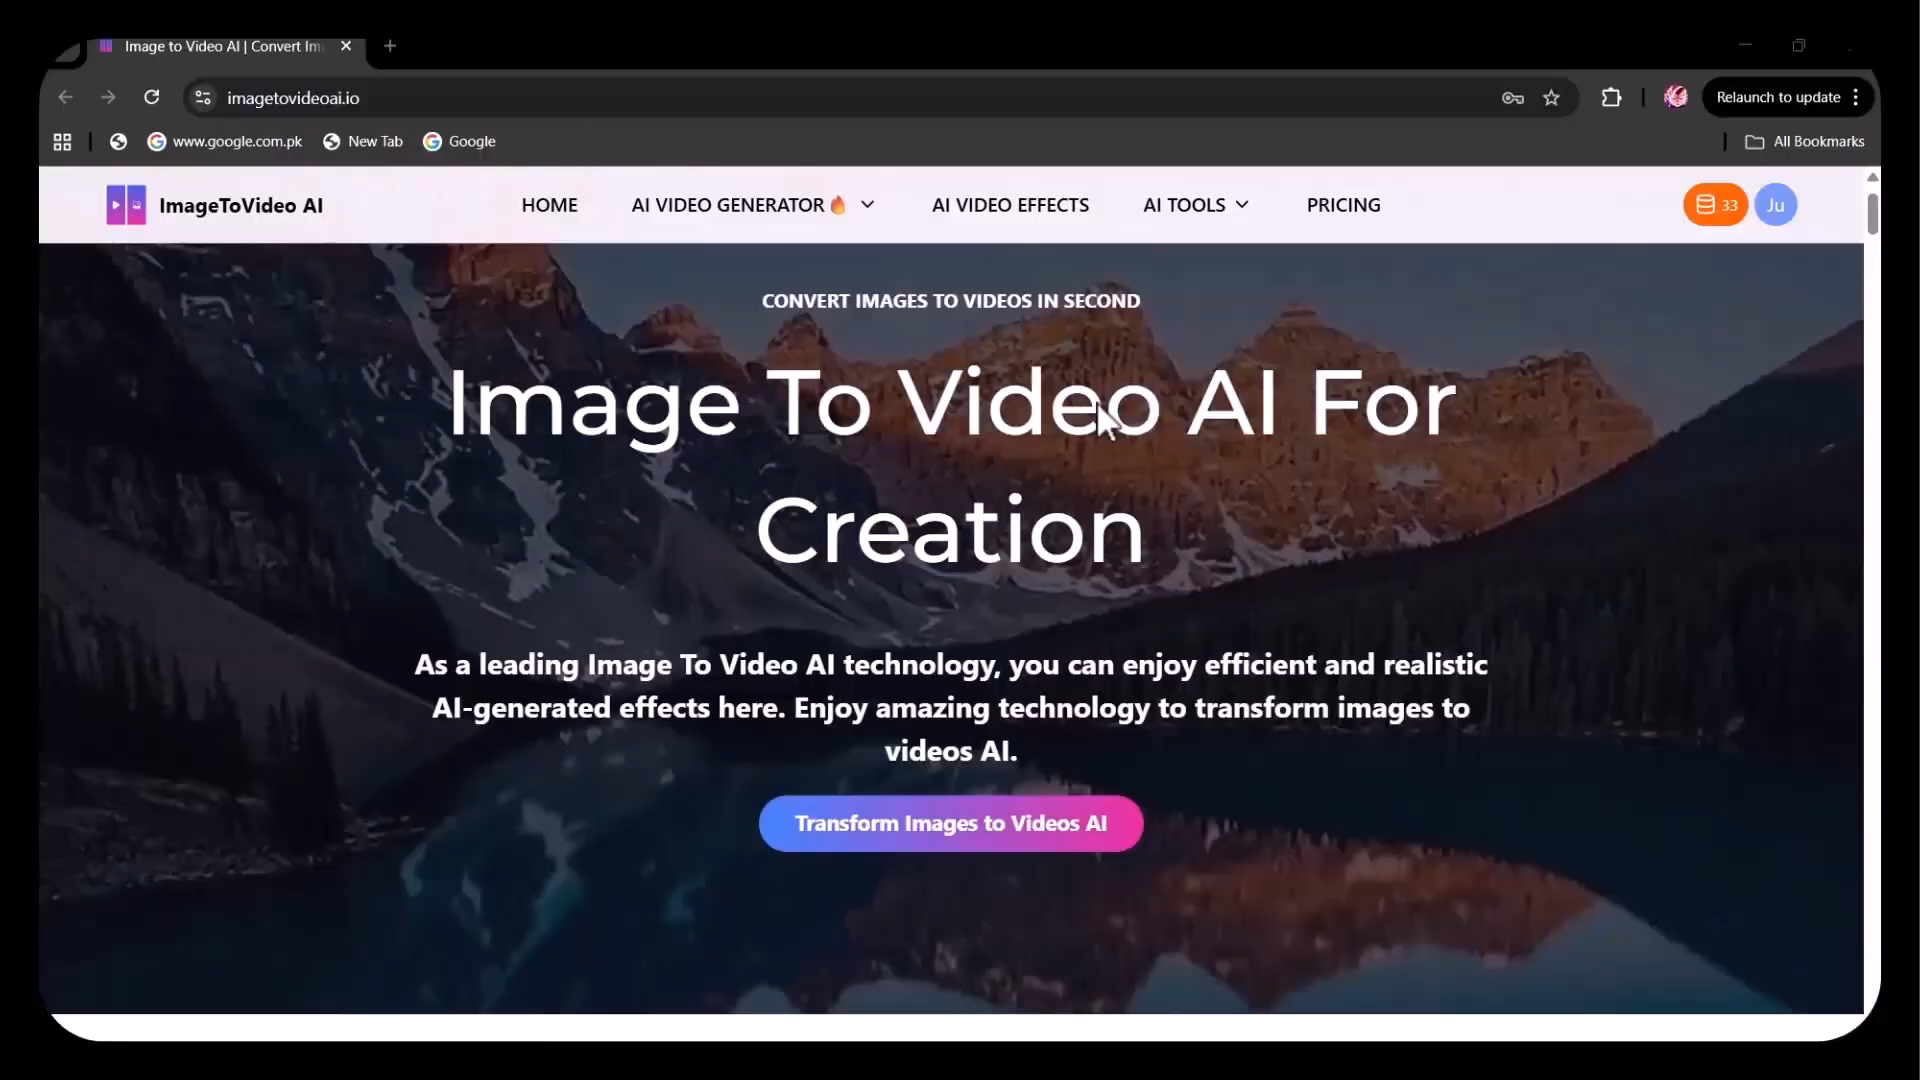 Image to Video AI | Convert Im
imagetovideoai.io
Relaunch to update
www.google.com.pk
New Tab
Google
All Bookmarks
ImageToVideo AI
HOME
AI VIDEO GENERATOR🔥
AI VIDEO EFFECTS
AI TOOLS
PRICING
33
Ju
CONVERT IMAGES TO VIDEOS IN SECOND
Image To Video AI For
Creation
As a leading Image To Video AI technology, you can enjoy efficient and realistic
AI-generated effects here. Enjoy amazing technology to transform images to
videos AI.
Transform Images to Videos AI